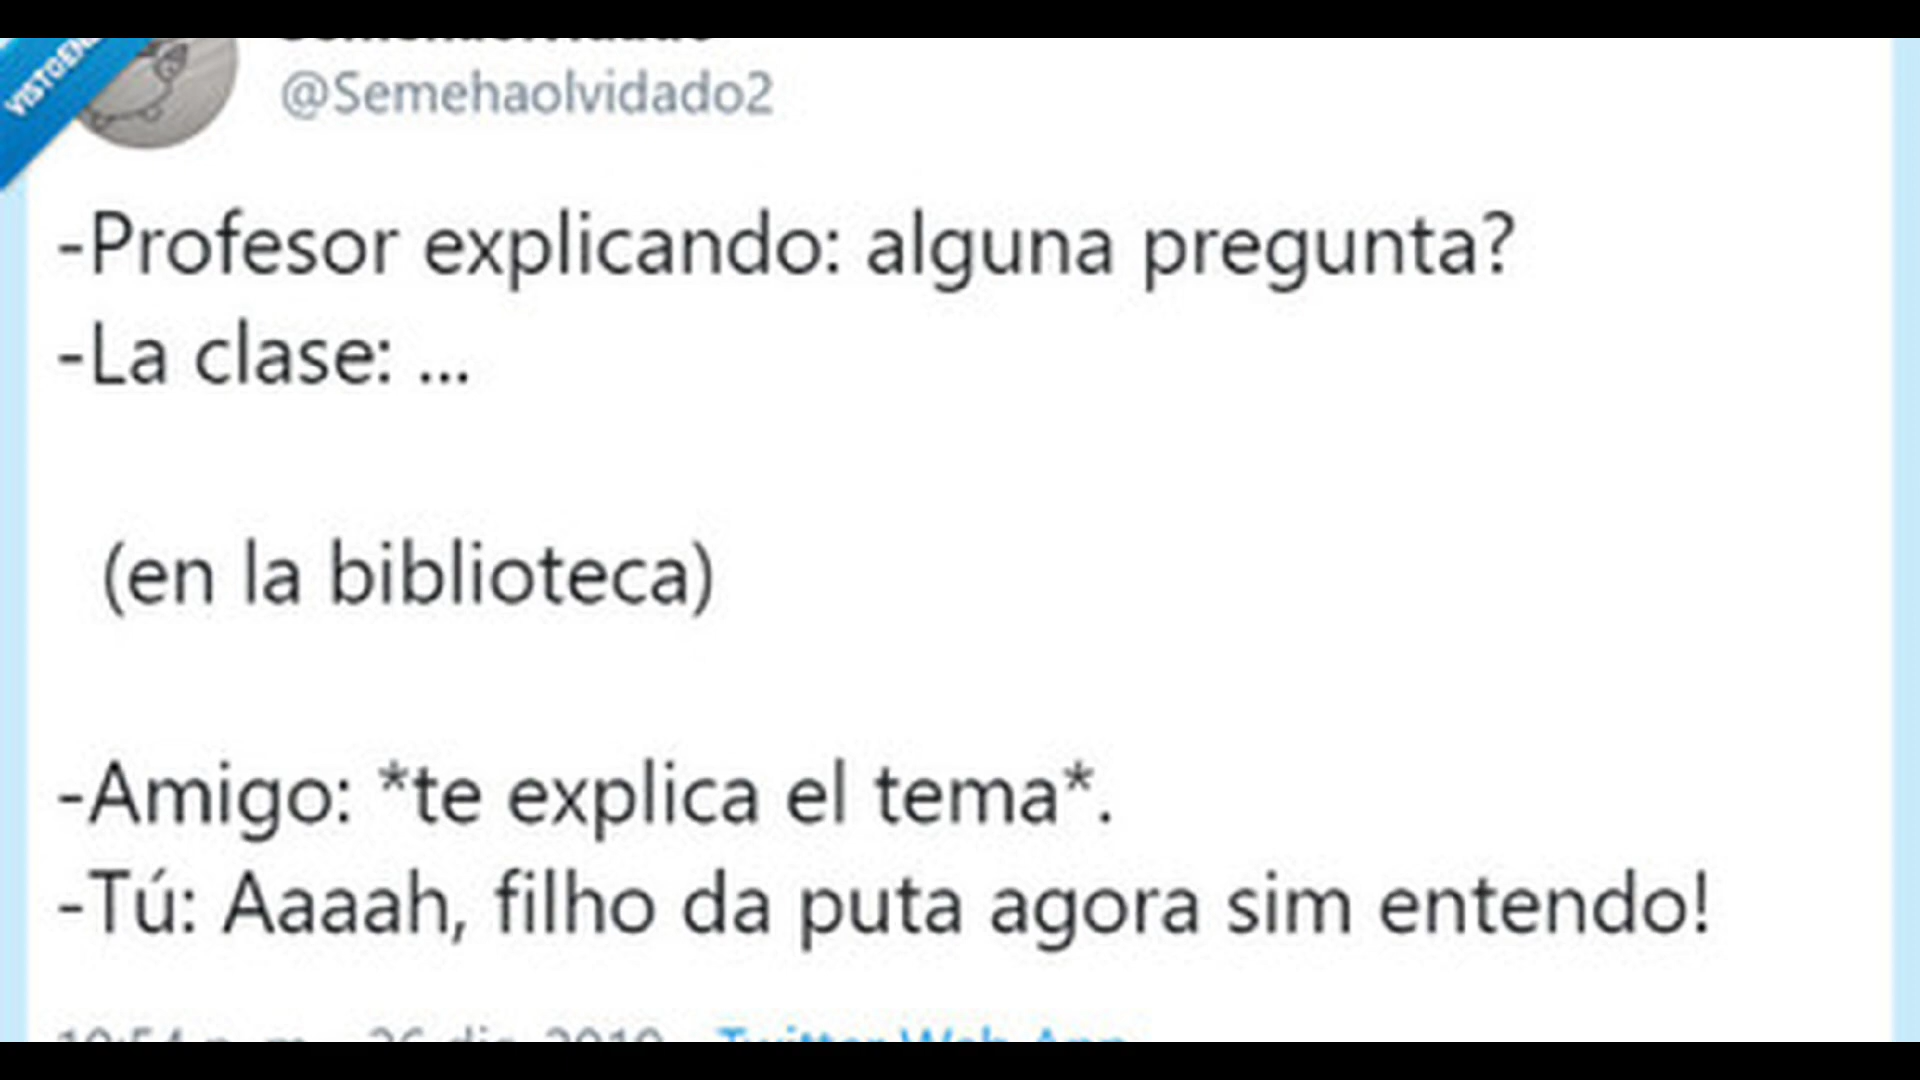 @Semehaolvidado2
-Profesor explicando: alguna pregunta?
-La clase: ...
(en la biblioteca)
-Amigo: *te explica el tema*.
-Tú: Aaaah, filho da puta agora sim entendo!